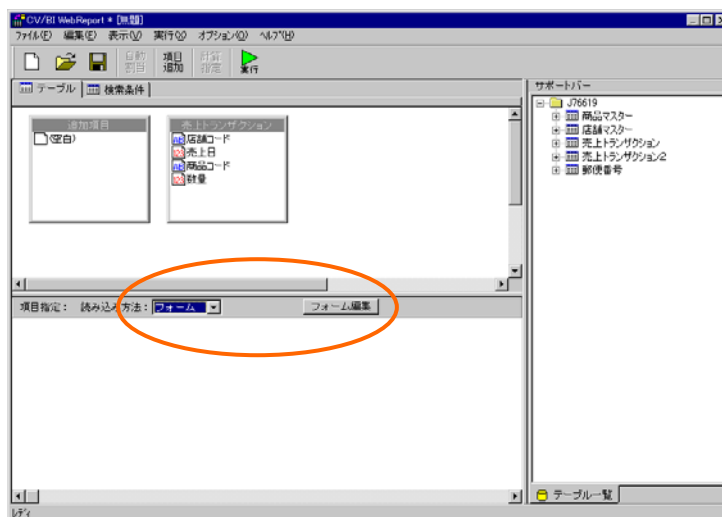 CV/BI WebReport * [無題]
ファイル(F) 編集(E) 表示(V) 実行(X) オプション(O) ヘルプ(H)
自動割当 項目追加 計算指定 実行
テーブル 検索条件
追加項目
(空白)
売上トランザクション
店舗コード
売上日
商品コード
数量
項目指定： 読み込み方法： フォーム フォーム編集
サポートバー
J76619
商品マスター
店舗マスター
売上トランザクション
売上トランザクション2
郵便番号
テーブル一覧
レディ